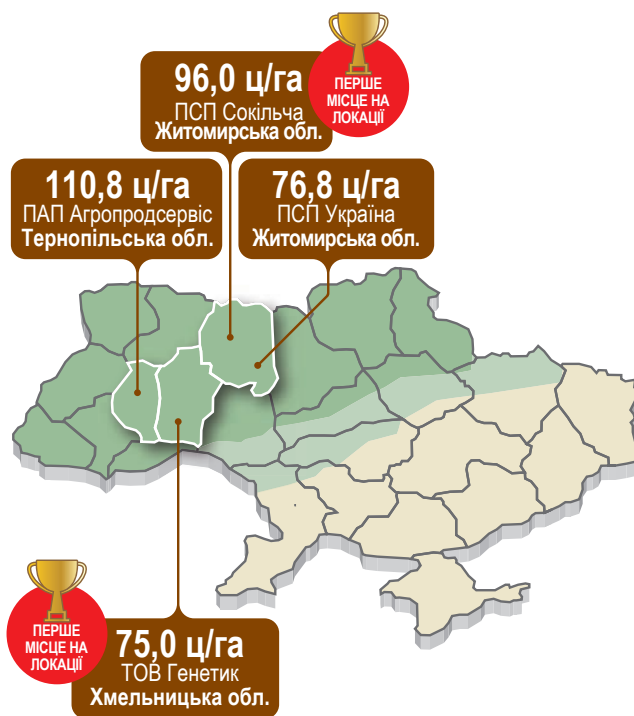 96,0 ц/га
ПСП Сокільча
Житомирська обл.
ПЕРШЕ
МІСЦЕ НА
ЛОКАЦІЇ
110,8 ц/га
ПАП Агропродсервіс
Тернопільська обл.
76,8 ц/га
ПСП Україна
Житомирська обл.
ПЕРШЕ
МІСЦЕ НА
ЛОКАЦІЇ
75,0 ц/га
ТОВ Генетик
Хмельницька обл.